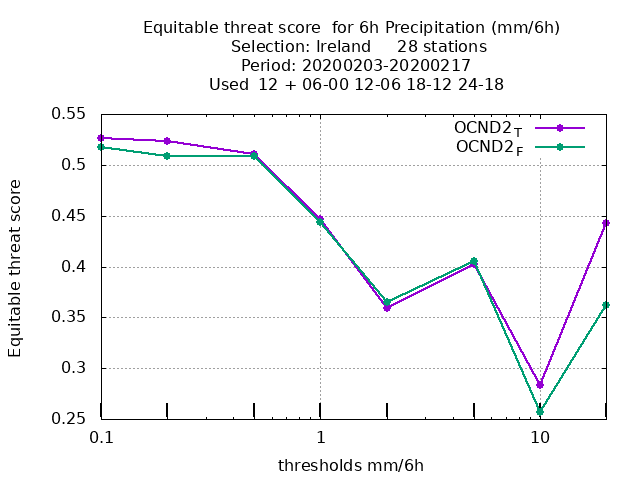 Equitable threat score  for 6h Precipitation (mm/6h)
Selection: Ireland     28 stations
Period: 20200203-20200217
Used  12 + 06-00 12-06 18-12 24-18
OCND2T
OCND2F
Equitable threat score
0.55
0.5
0.45
0.4
0.35
0.3
0.25
0.1 1 10
thresholds mm/6h